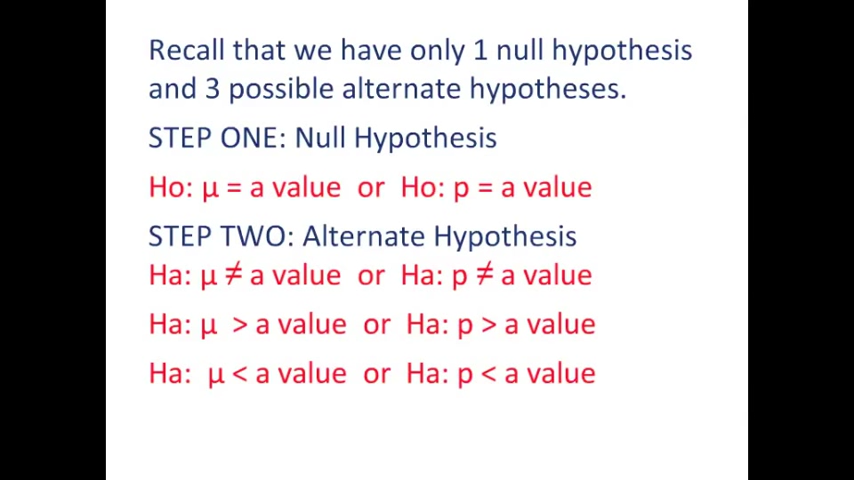 Recall that we have only 1 null hypothesis
and 3 possible alternate hypotheses.
STEP ONE: Null Hypothesis
Ho: µ = a value or Ho: p = a value
STEP TWO: Alternate Hypothesis
Ha: µ ≠ a value or Ha: p ≠ a value
Ha: µ > a value or Ha: p > a value
Ha: µ < a value or Ha: p < a value